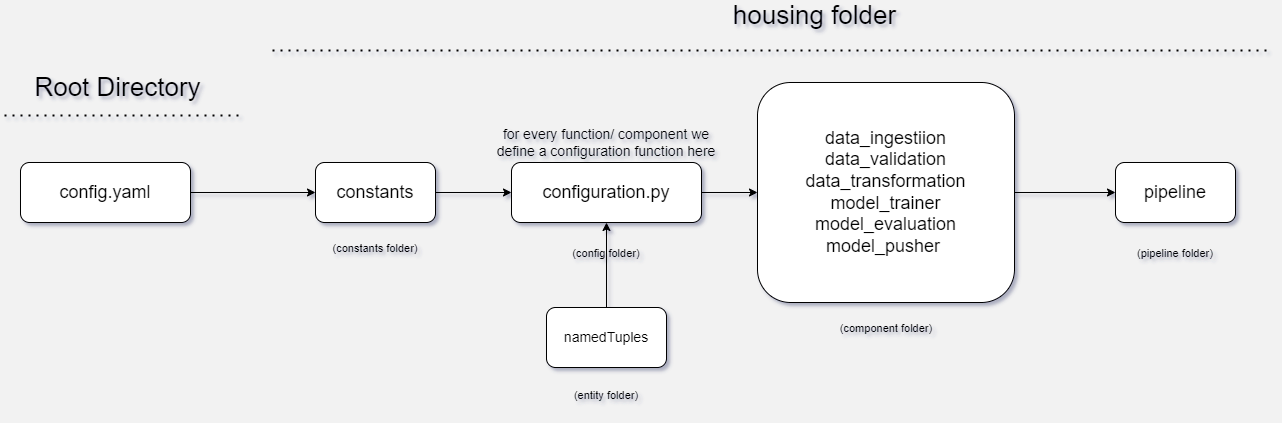 housing folder
Root Directory
for every function/ component we
define a configuration function here
config.yaml
constants
(constants folder)
configuration.py
(config folder)
namedTuples
(entity folder)
data_ingestiion
data_validation
data_transformation
model_trainer
model_evaluation
model_pusher
(component folder)
pipeline
(pipeline folder)